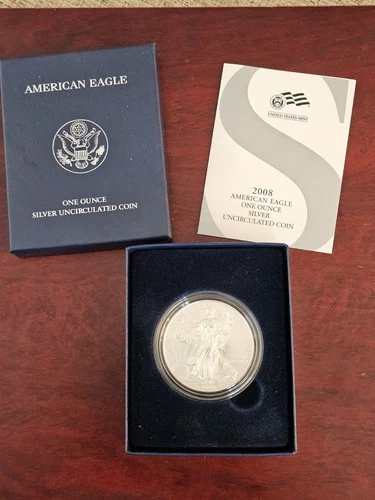 AMERICAN EAGLE
ONE OUNCE
SILVER UNCIRCULATED COIN
UNITED STATES MINT
2008
AMERICAN EAGLE
ONE OUNCE
SILVER
UNCIRCULATED COIN